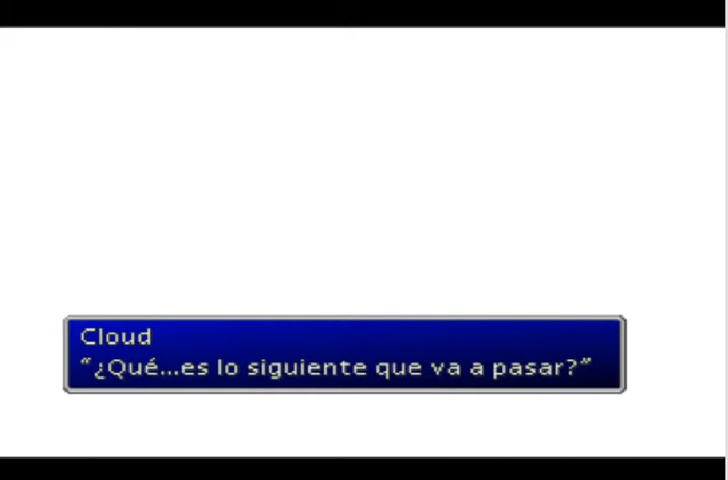 Cloud
“¿Qué...es lo siguiente que va a pasar?”